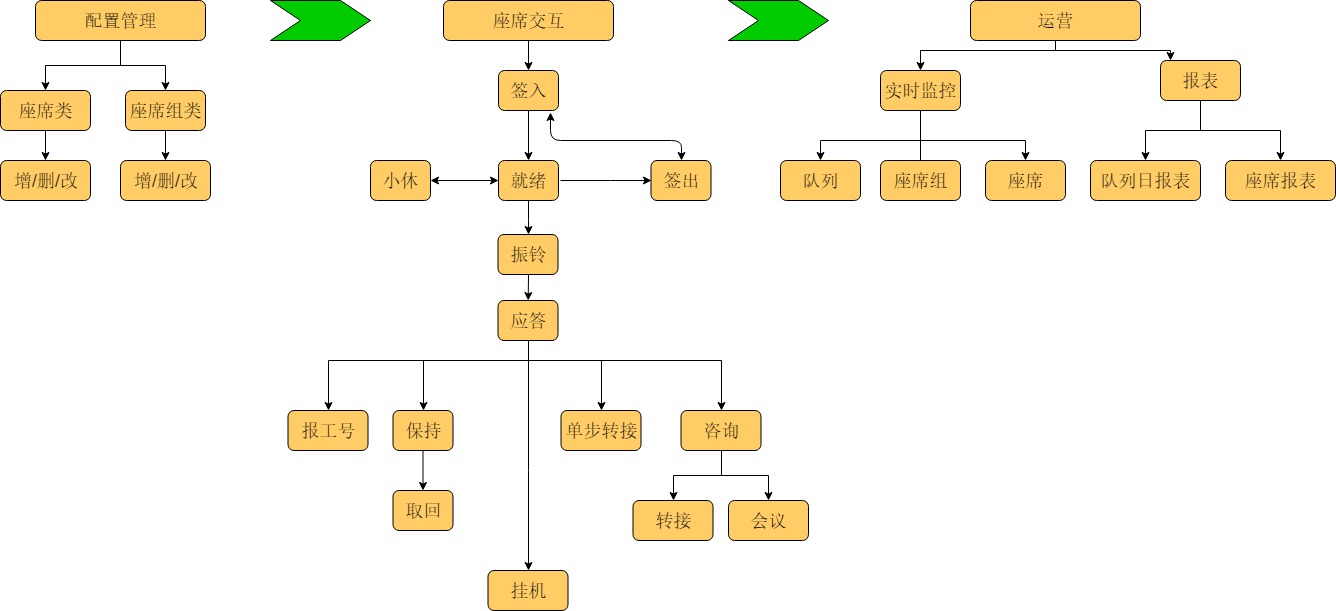 配置管理
座席交互
运营
签入
实时监控
报表
座席类
座席组类
增/删/改
增/删/改
小休
就绪
签出
队列
座席组
座席
队列日报表
座席报表
振铃
应答
报工号
保持
单步转接
咨询
取回
转接
会议
挂机